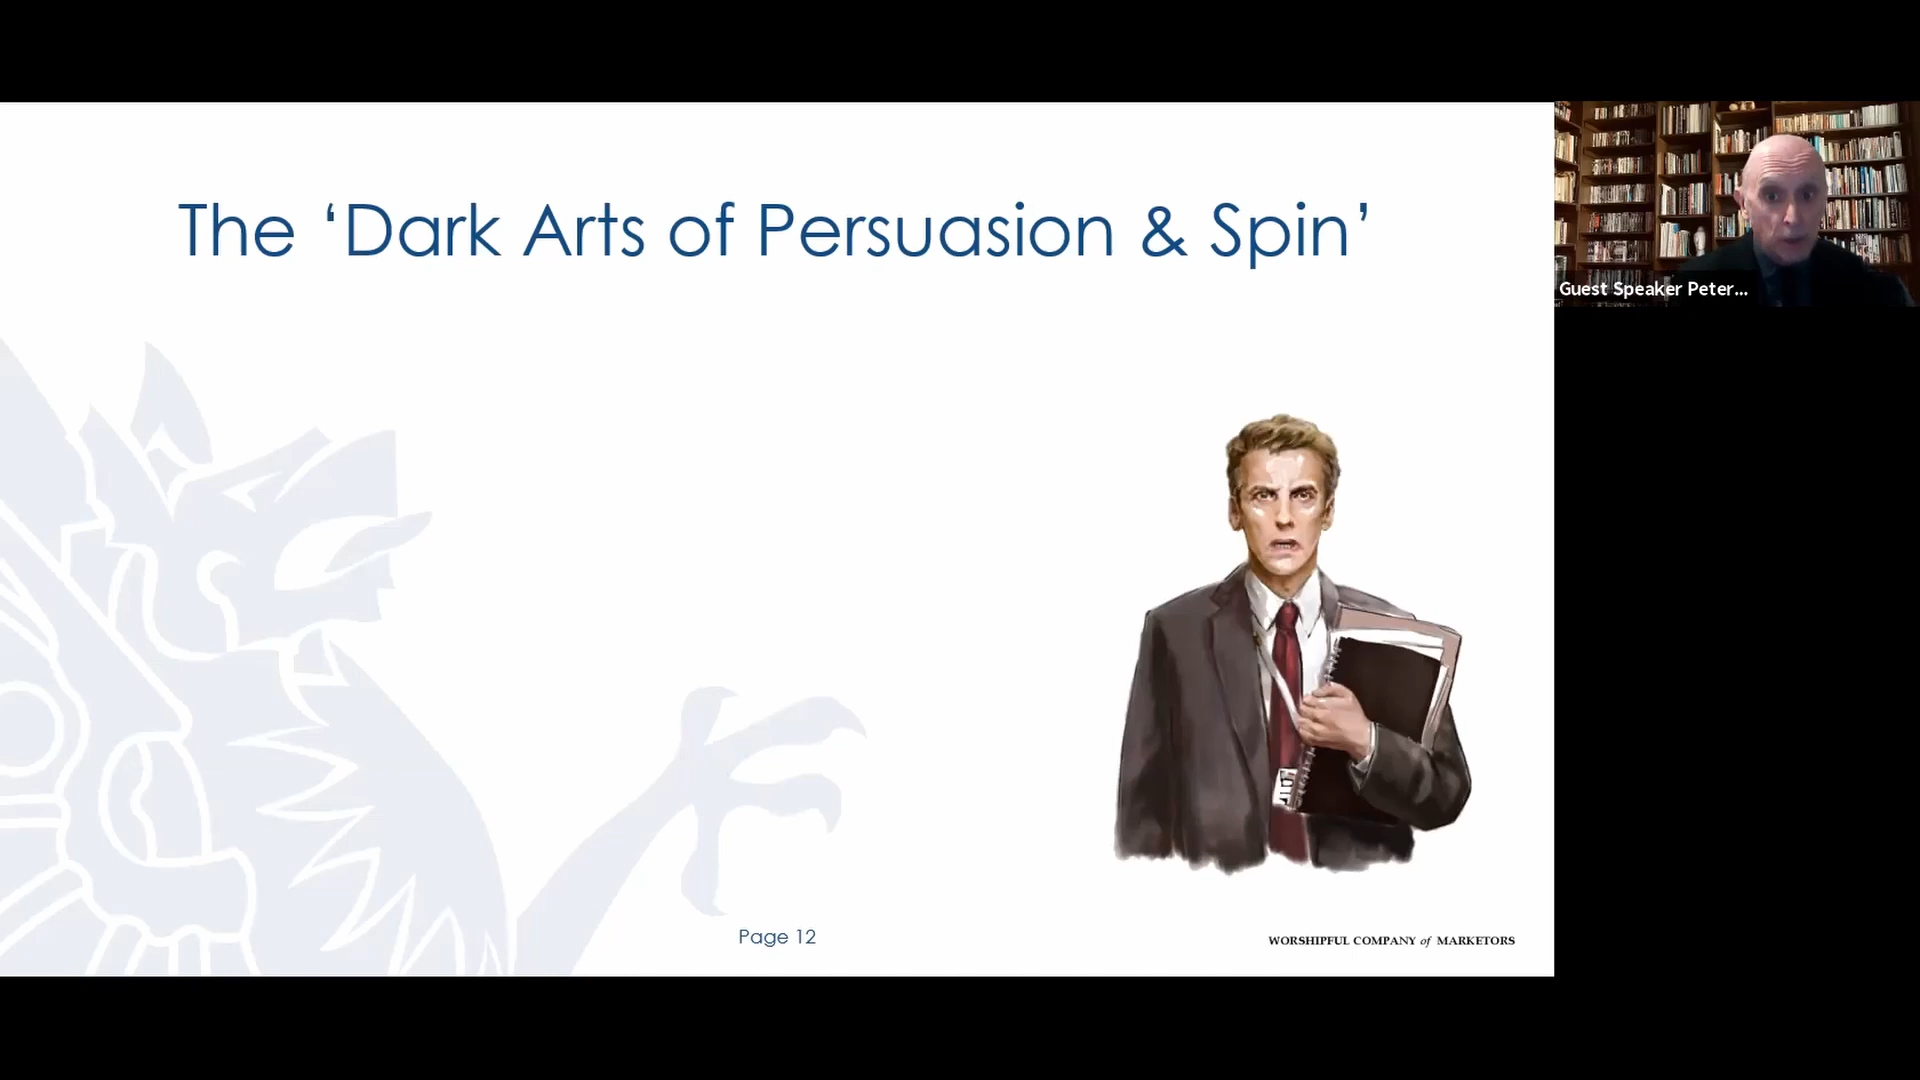 The ‘Dark Arts of Persuasion & Spin’
Guest Speaker Peter...
Page 12
WORSHIPFUL COMPANY of MARKETORS